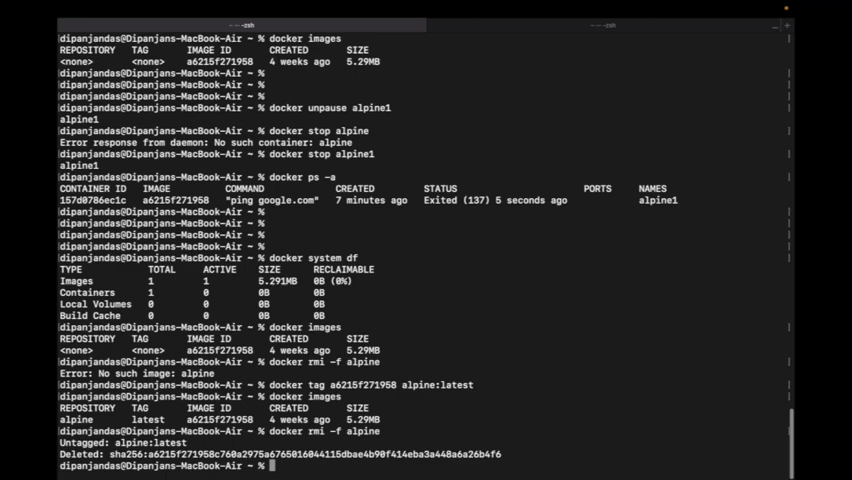 -- -- -zsh
-- -- -zsh
dipanjandas@Dipanjans-MacBook-Air ~ % docker images
REPOSITORY TAG IMAGE ID CREATED SIZE
<none> <none> a6215f271958 4 weeks ago 5.29MB
dipanjandas@Dipanjans-MacBook-Air ~ %
dipanjandas@Dipanjans-MacBook-Air ~ %
dipanjandas@Dipanjans-MacBook-Air ~ %
dipanjandas@Dipanjans-MacBook-Air ~ % docker unpause alpine1
alpine1
dipanjandas@Dipanjans-MacBook-Air ~ % docker stop alpine
Error response from daemon: No such container: alpine
dipanjandas@Dipanjans-MacBook-Air ~ % docker stop alpine1
alpine1
dipanjandas@Dipanjans-MacBook-Air ~ % docker ps -a
CONTAINER ID IMAGE COMMAND CREATED STATUS PORTS NAMES
157d0786ec1c a6215f271958 "ping google.com" 7 minutes ago Exited (137) 5 seconds ago alpine1
dipanjandas@Dipanjans-MacBook-Air ~ %
dipanjandas@Dipanjans-MacBook-Air ~ %
dipanjandas@Dipanjans-MacBook-Air ~ %
dipanjandas@Dipanjans-MacBook-Air ~ % docker system df
TYPE TOTAL ACTIVE SIZE RECLAIMABLE
Images 1 1 5.291MB 0B (0%)
Containers 1 0 0B 0B
Local Volumes 0 0 0B 0B
Build Cache 0 0 0B 0B
dipanjandas@Dipanjans-MacBook-Air ~ % docker images
REPOSITORY TAG IMAGE ID CREATED SIZE
<none> <none> a6215f271958 4 weeks ago 5.29MB
dipanjandas@Dipanjans-MacBook-Air ~ % docker rmi -f alpine
Error: No such image: alpine
dipanjandas@Dipanjans-MacBook-Air ~ % docker tag a6215f271958 alpine:latest
dipanjandas@Dipanjans-MacBook-Air ~ % docker images
REPOSITORY TAG IMAGE ID CREATED SIZE
alpine latest a6215f271958 4 weeks ago 5.29MB
dipanjandas@Dipanjans-MacBook-Air ~ % docker rmi -f alpine
Untagged: alpine:latest
Deleted: sha256:a6215f271958c760a2975a6765016044115dbae4b90f414eba3a448a6a26b4f6
dipanjandas@Dipanjans-MacBook-Air ~ %